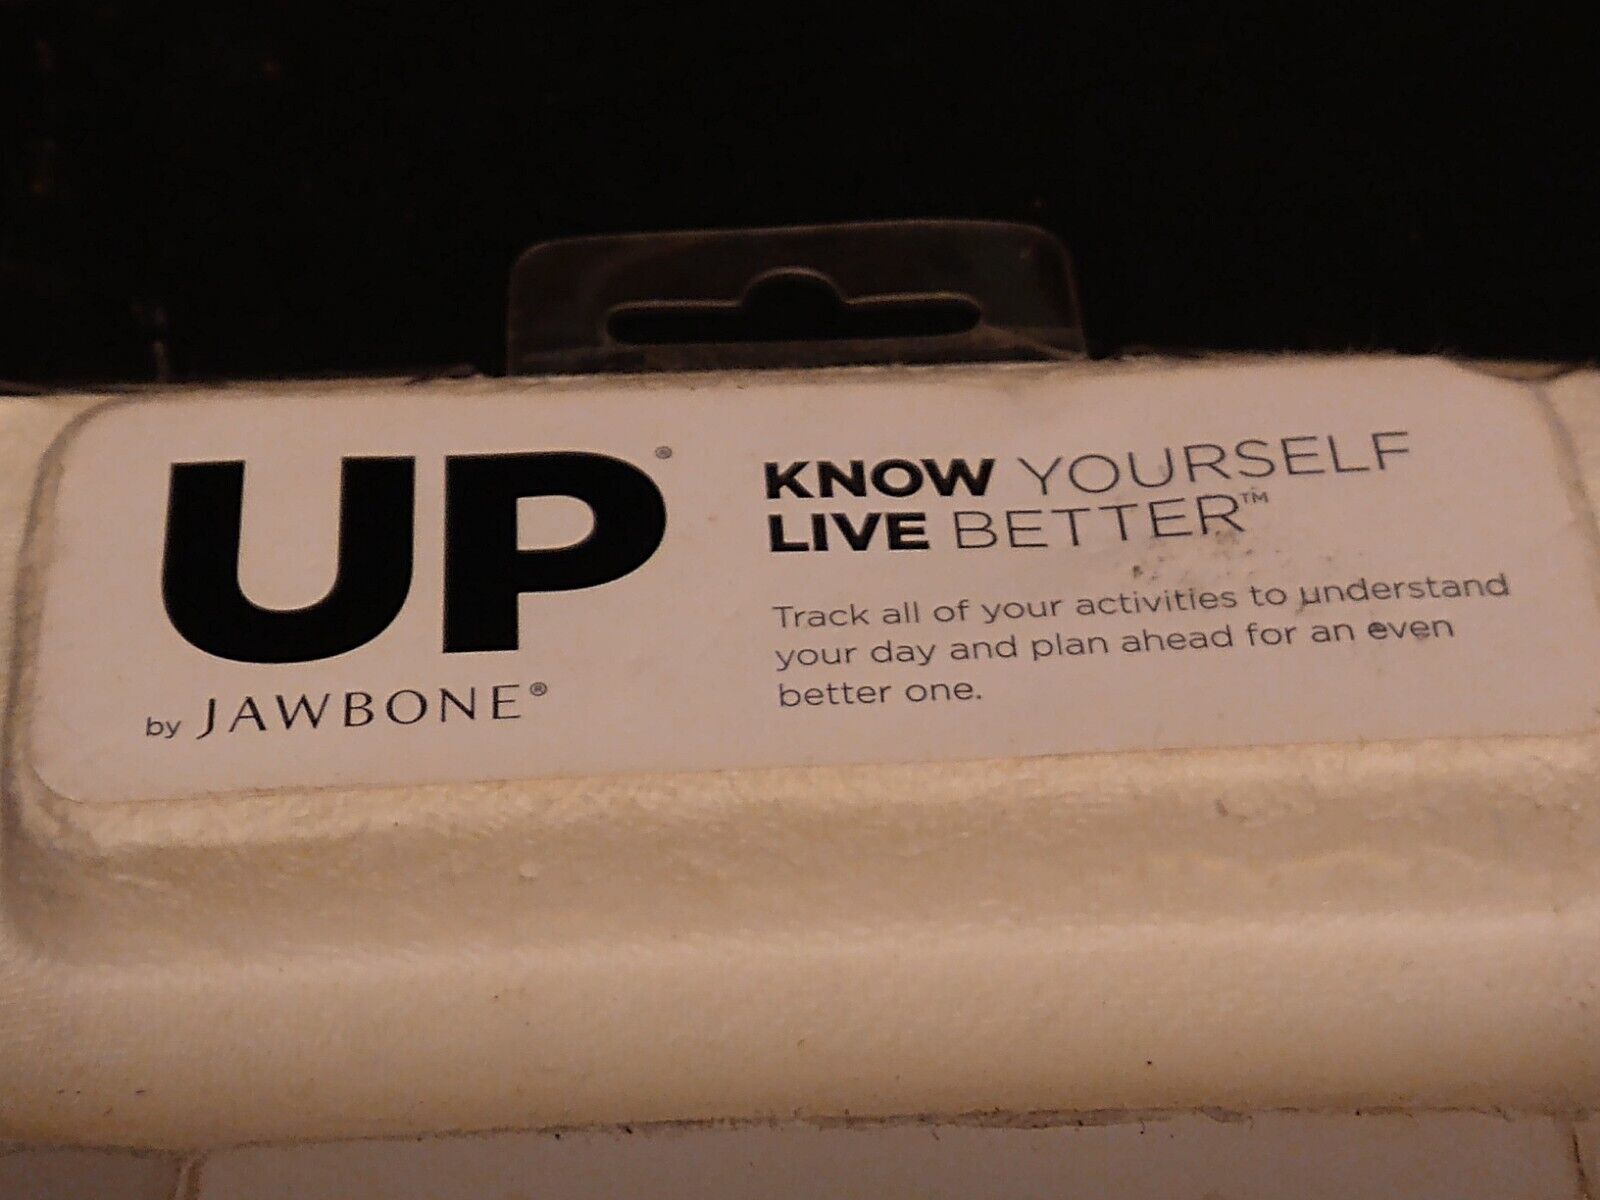 UP®
by JAWBONE®
KNOW YOURSELF
LIVE BETTER™
Track all of your activities to understand
your day and plan ahead for an even
better one.